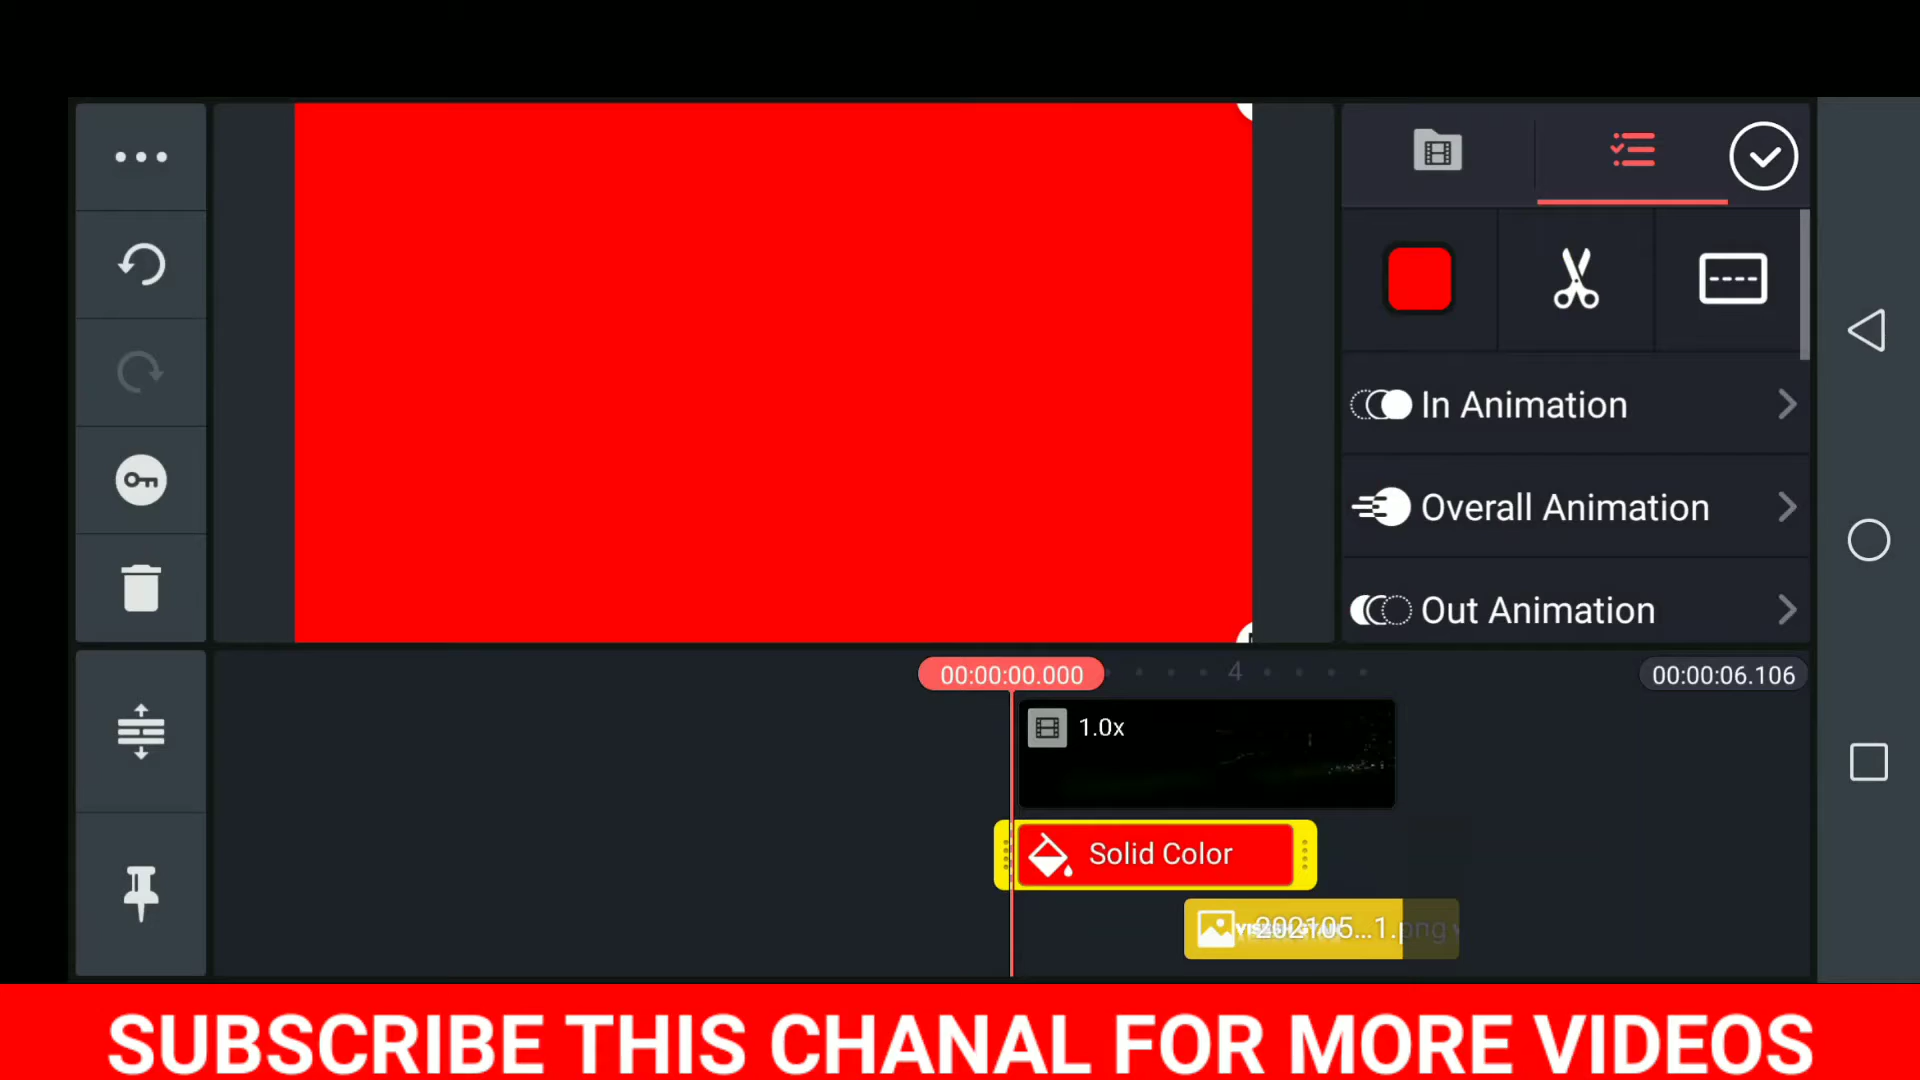 In Animation
Overall Animation
Out Animation
00:00:00.000
4
00:00:06.106
1.0x
Solid Color
202105...1.png
SUBSCRIBE THIS CHANAL FOR MORE VIDEOS